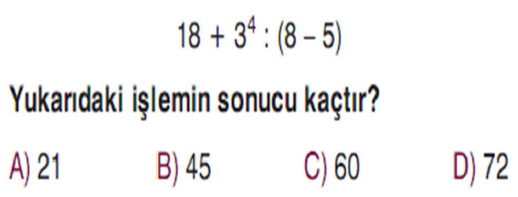 18 + 3⁴ : (8 – 5)
Yukarıdaki işlemin sonucu kaçtır?
A) 21 B) 45 C) 60 D) 72